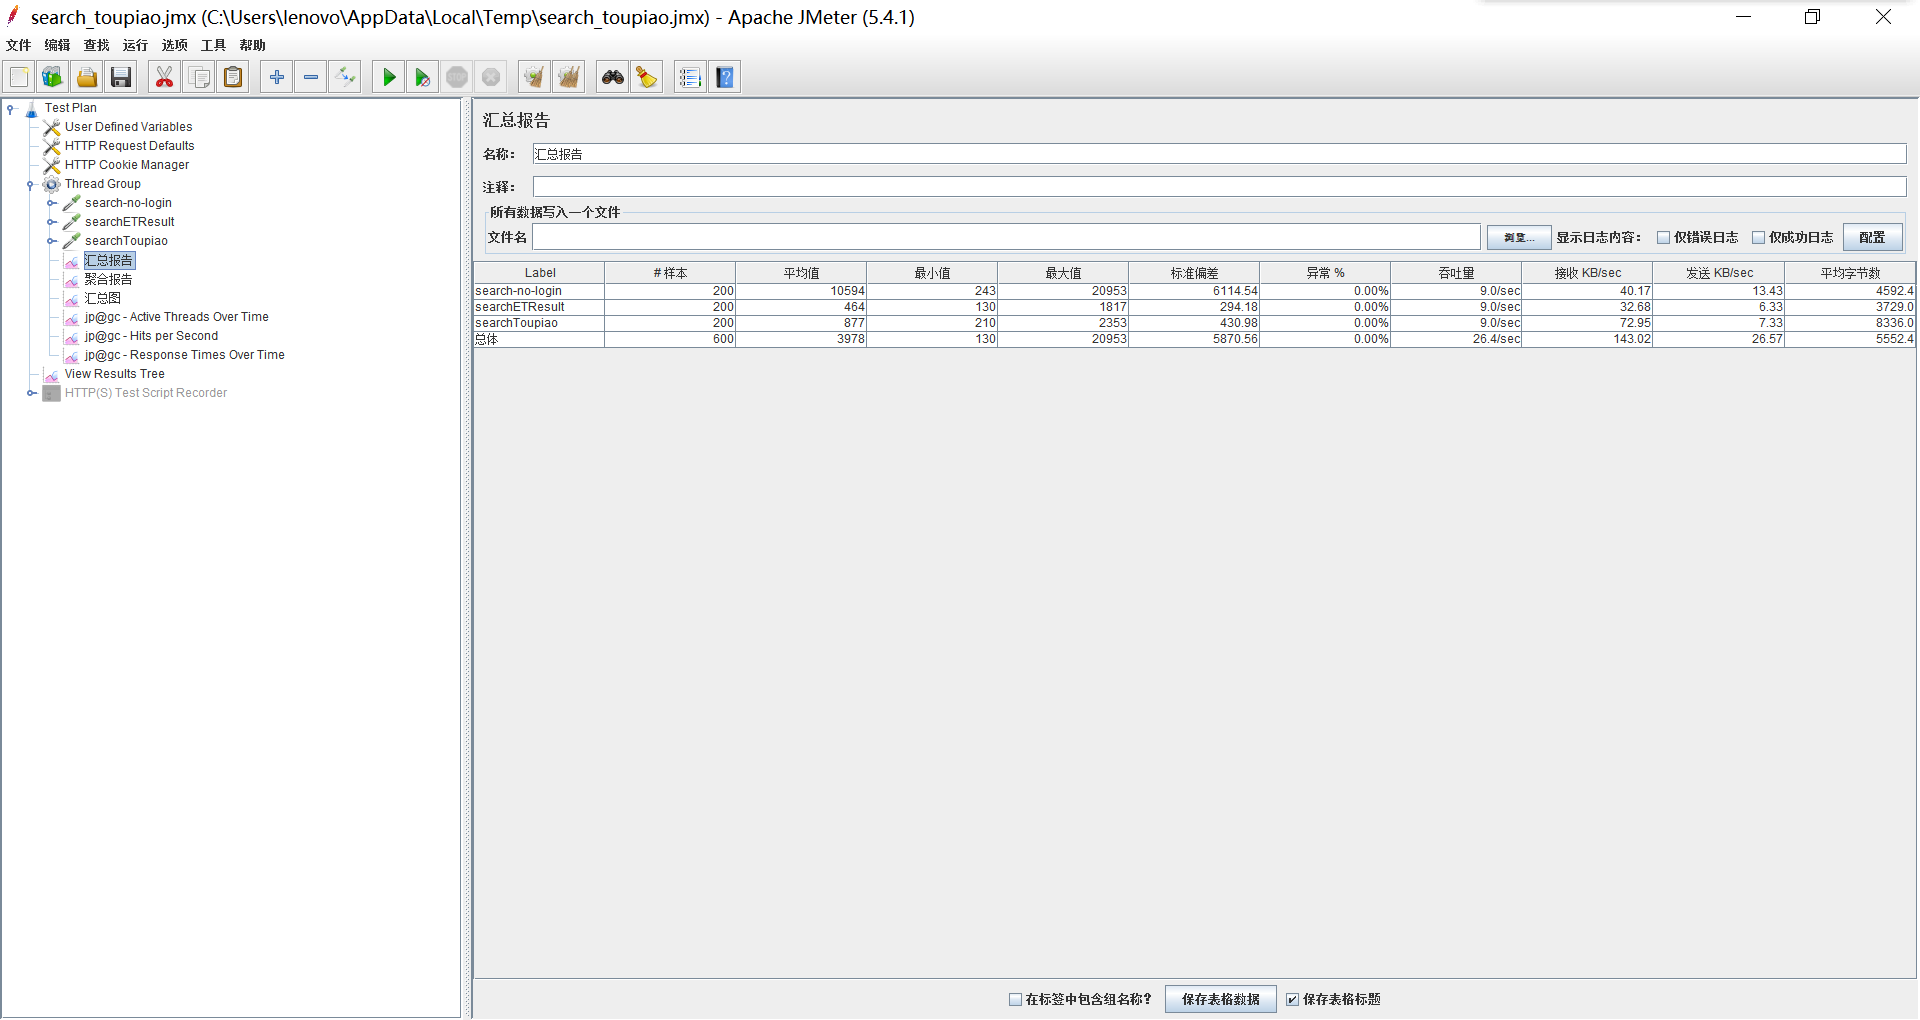 search_toupiao.jmx (C:\Users\lenovo\AppData\Local\Temp\search_toupiao.jmx) - Apache JMeter (5.4.1)
文件 编辑 查找 运行 选项 工具 帮助
STOP
Test Plan
User Defined Variables
HTTP Request Defaults
HTTP Cookie Manager
Thread Group
search-no-login
searchETResult
searchToupiao
汇总报告
聚合报告
汇总图
jp@gc - Active Threads Over Time
jp@gc - Hits per Second
jp@gc - Response Times Over Time
View Results Tree
HTTP(S) Test Script Recorder
汇总报告
名称： 汇总报告
注释：
所有数据写入一个文件
文件名 浏览... 显示日志内容： 仅错误日志 仅成功日志 配置
Label # 样本 平均值 最小值 最大值 标准偏差 异常 % 吞吐量 接收 KB/sec 发送 KB/sec 平均字节数
search-no-login 200 10594 243 20953 6114.54 0.00% 9.0/sec 40.17 13.43 4592.4
searchETResult 200 464 130 1817 294.18 0.00% 9.0/sec 32.68 6.33 3729.0
searchToupiao 200 877 210 2353 430.98 0.00% 9.0/sec 72.95 7.33 8336.0
总体 600 3978 130 20953 5870.56 0.00% 26.4/sec 143.02 26.57 5552.4
在标签中包含组名称？ 保存表格数据 保存表格标题